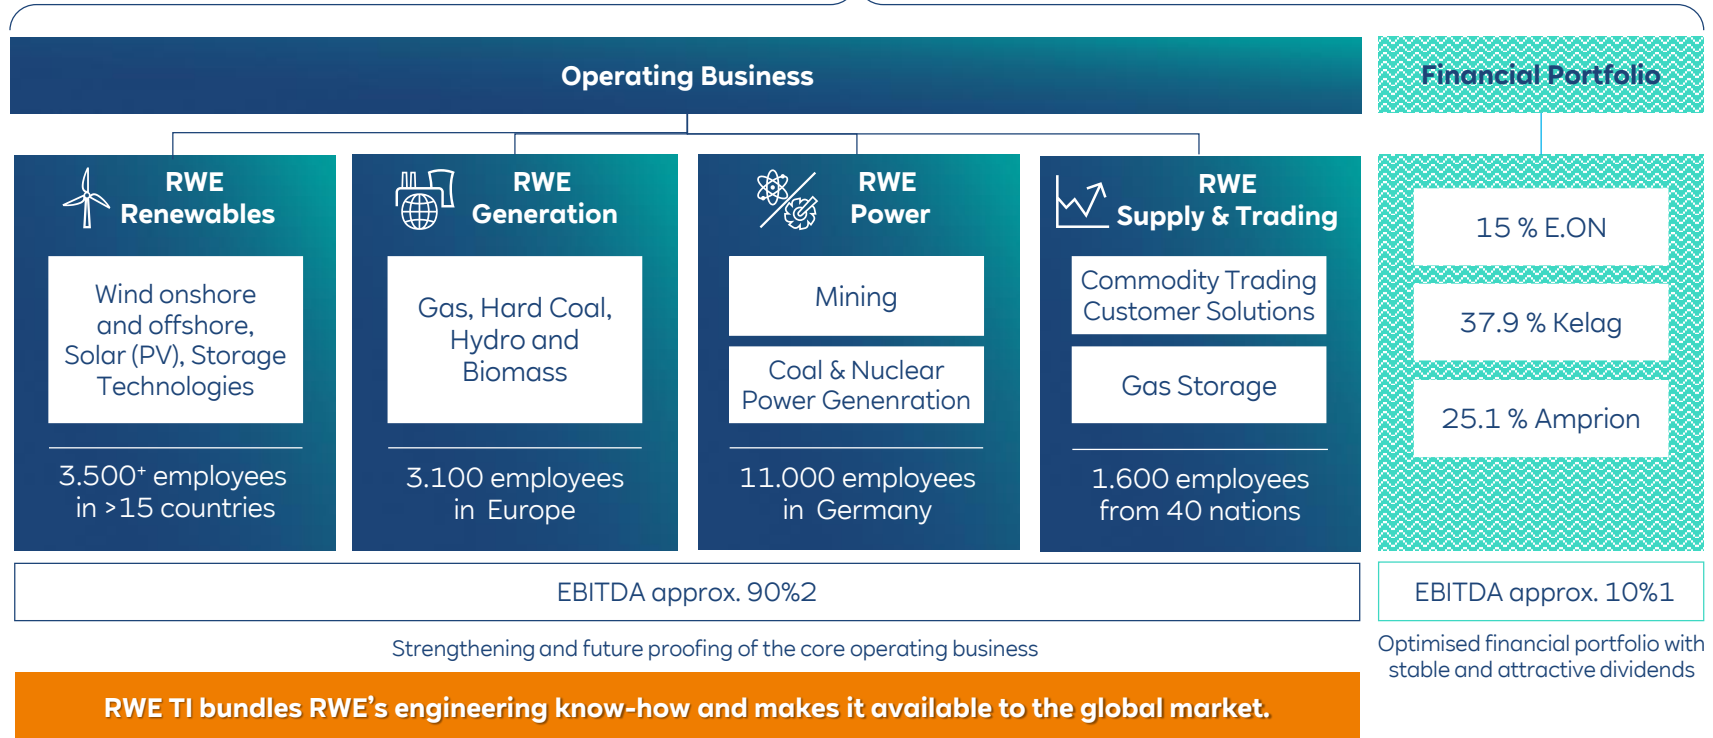 Operating Business
Financial Portfolio
RWE
Renewables
Wind onshore
and offshore,
Solar (PV), Storage
Technologies
3.500⁺ employees
in >15 countries
RWE
Generation
Gas, Hard Coal,
Hydro and
Biomass
3.100 employees
in Europe
RWE
Power
Mining
Coal & Nuclear
Power Genenration
11.000 employees
in Germany
RWE
Supply & Trading
Commodity Trading
Customer Solutions
Gas Storage
1.600 employees
from 40 nations
15 % E.ON
37.9 % Kelag
25.1 % Amprion
EBITDA approx. 90%2
EBITDA approx. 10%1
Strengthening and future proofing of the core operating business
Optimised financial portfolio with
stable and attractive dividends
RWE TI bundles RWE’s engineering know-how and makes it available to the global market.